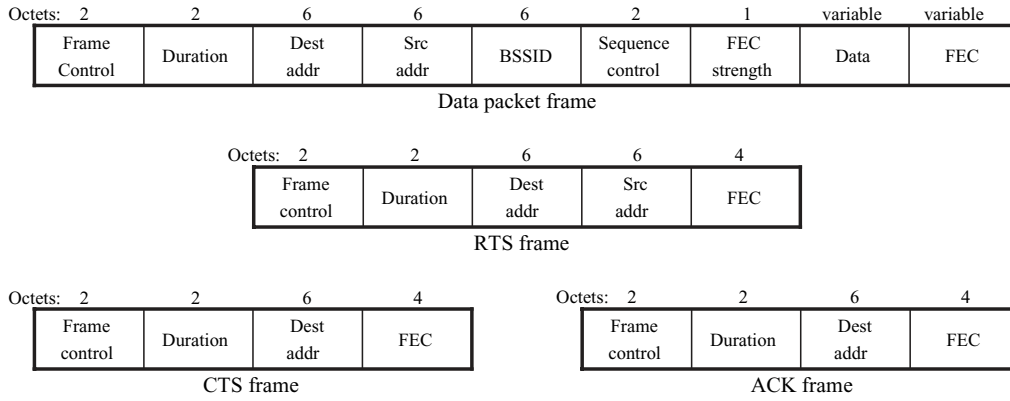 Octets: 2 2 6 6 6 2 1 variable variable
Frame Control Duration Dest addr Src addr BSSID Sequence control FEC strength Data FEC
Data packet frame
Octets: 2 2 6 6 4
Frame control Duration Dest addr Src addr FEC
RTS frame
Octets: 2 2 6 4
Frame control Duration Dest addr FEC
CTS frame
Octets: 2 2 6 4
Frame control Duration Dest addr FEC
ACK frame